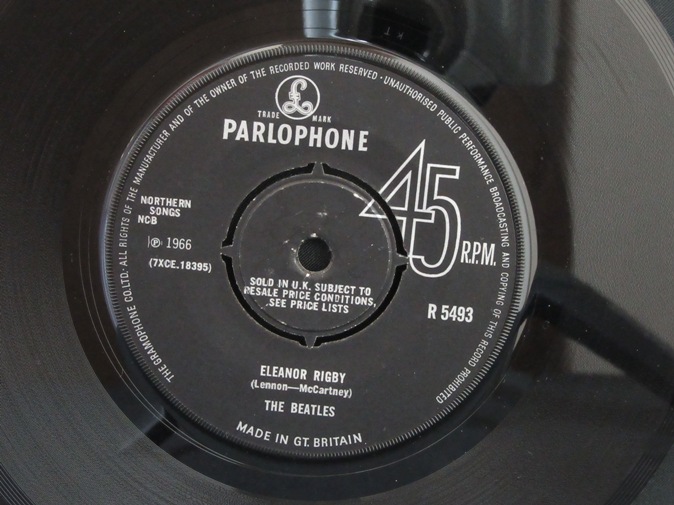 THE GRAMOPHONE CO. LTD. · ALL RIGHTS OF THE MANUFACTURER AND OF THE OWNER OF THE RECORDED WORK RESERVED · UNAUTHORISED PUBLIC PERFORMANCE BROADCASTING AND COPYING OF THIS RECORD PROHIBITED
£
TRADE MARK
PARLOPHONE
45
R.P.M.
NORTHERN
SONGS
NCB
℗ 1966
(7XCE.18395)
SOLD IN U.K. SUBJECT TO
RESALE PRICE CONDITIONS,
SEE PRICE LISTS
R 5493
ELEANOR RIGBY
(Lennon—McCartney)
THE BEATLES
MADE IN GT. BRITAIN